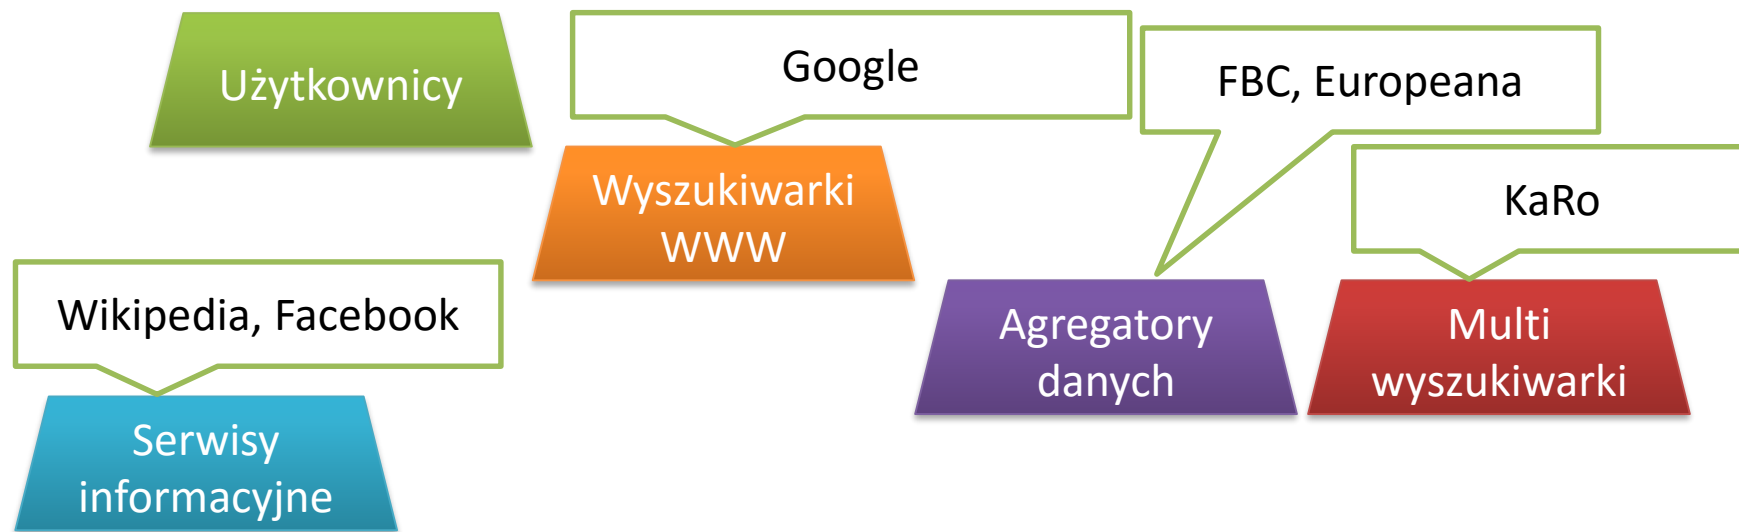 Użytkownicy
Google
FBC, Europeana
Wyszukiwarki
WWW
KaRo
Wikipedia, Facebook
Agregatory
danych
Multi
wyszukiwarki
Serwisy
informacyjne